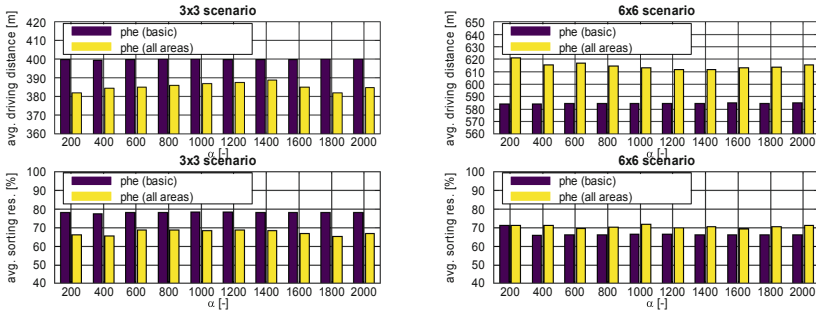 3x3 scenario
avg. driving distance [m]
420
410
400
390
380
370
360
phe (basic)
phe (all areas)
200 400 600 800 1000 1200 1400 1600 1800 2000
α [-]
6x6 scenario
avg. driving distance [m]
650
640
630
620
610
600
590
580
570
560
phe (basic)
phe (all areas)
200 400 600 800 1000 1200 1400 1600 1800 2000
α [-]
3x3 scenario
avg. sorting res. [%]
100
90
80
70
60
50
40
phe (basic)
phe (all areas)
200 400 600 800 1000 1200 1400 1600 1800 2000
α [-]
6x6 scenario
avg. sorting res. [%]
100
90
80
70
60
50
40
phe (basic)
phe (all areas)
200 400 600 800 1000 1200 1400 1600 1800 2000
α [-]